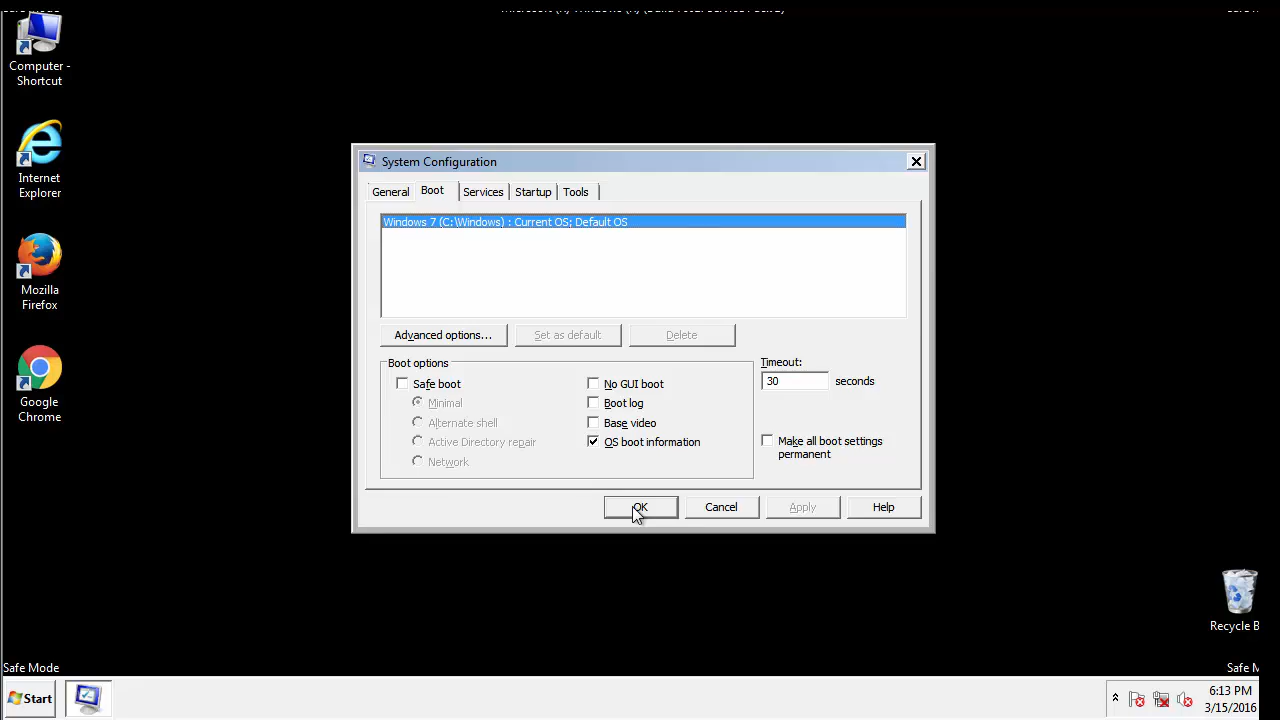 Computer -
Shortcut
Internet
Explorer
Mozilla
Firefox
Google
Chrome
System Configuration
General Boot Services Startup Tools
Windows 7 (C:\Windows) : Current OS; Default OS
Advanced options... Set as default Delete
Boot options
Safe boot
Minimal
Alternate shell
Active Directory repair
Network
No GUI boot
Boot log
Base video
OS boot information
Timeout:
30 seconds
Make all boot settings
permanent
OK Cancel Apply Help
Recycle B
Safe Mode
Safe M
Start
6:13 PM
3/15/2016